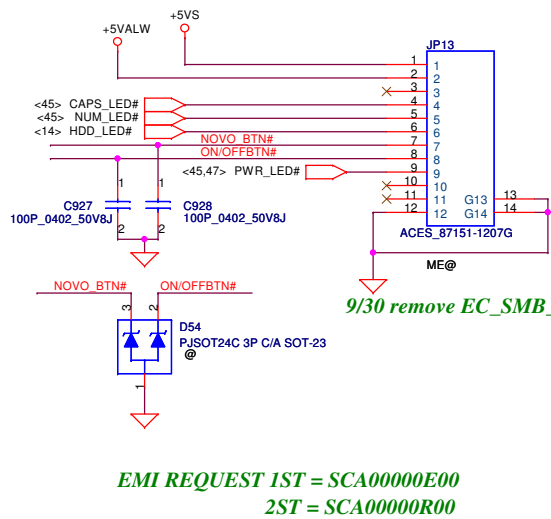 +5VS
+5VALW
JP13
1 1
2 2
3 3
<45> CAPS_LED# 4 4
<45> NUM_LED# 5 5
<14> HDD_LED# 6 6
NOVO_BTN# 7 7
ON/OFFBTN# 8 8
<45,47> PWR_LED# 9 9
10 10
11 11 G13 13
12 12 G14 14
1 1
C927 C928
100P_0402_50V8J 100P_0402_50V8J
2 2
ACES_87151-1207G
ME@
NOVO_BTN# ON/OFFBTN#
9/30 remove EC_SMB_
3 2
D54
PJSOT24C 3P C/A SOT-23
@
1
EMI REQUEST 1ST = SCA00000E00
2ST = SCA00000R00